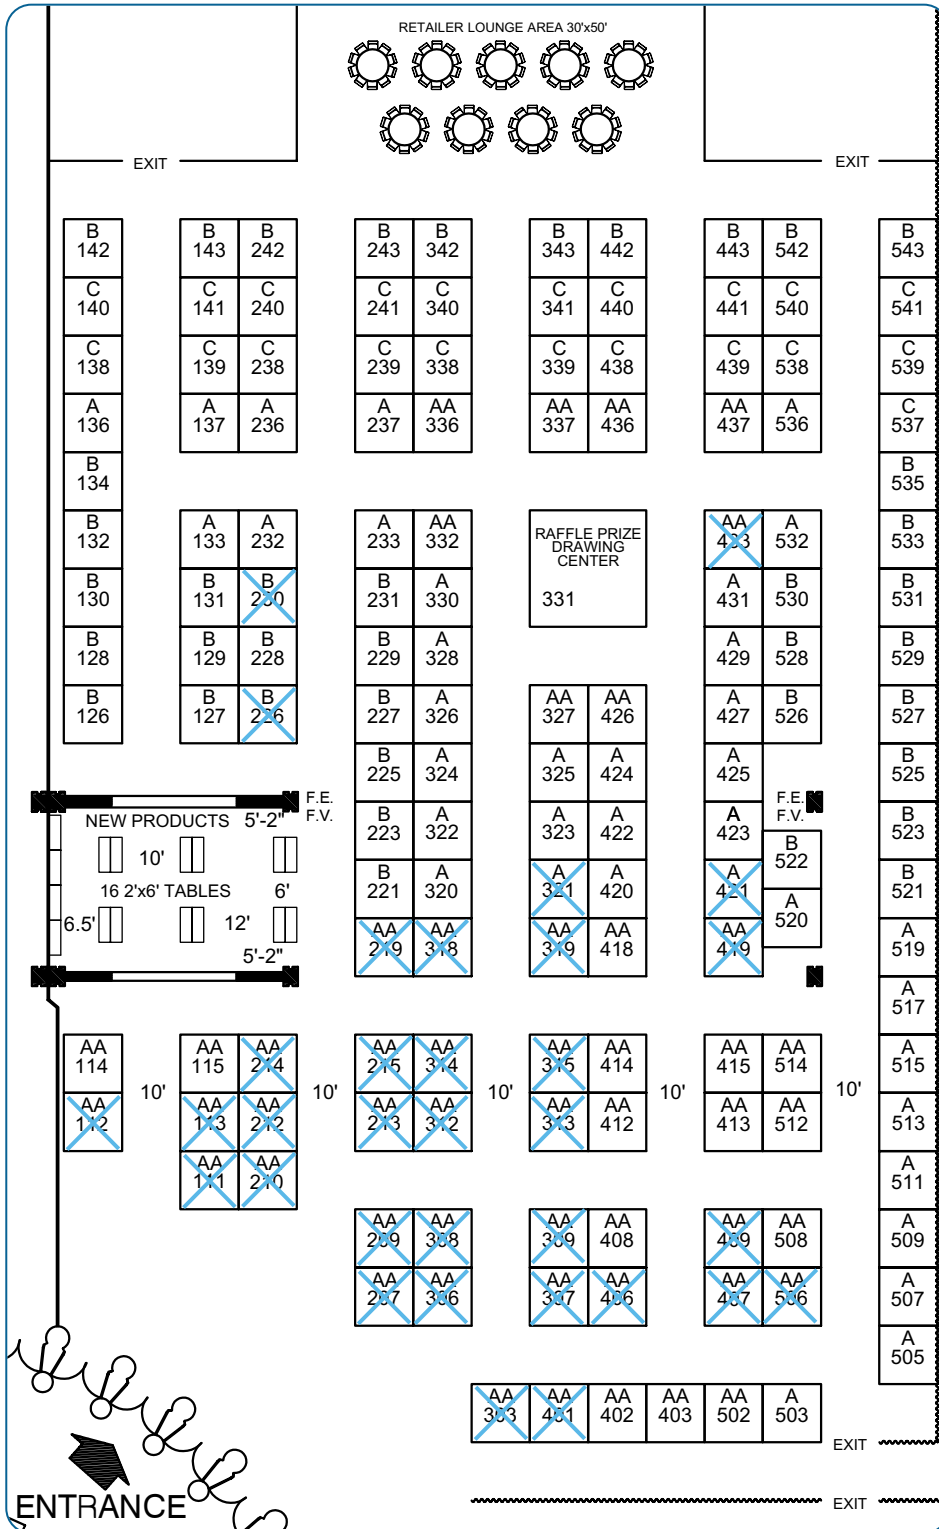 RETAILER LOUNGE AREA 30'x50'
EXIT EXIT
B B B B B B B B B B
142 143 242 243 342 343 442 443 542 543
C C C C C C C C C C
140 141 240 241 340 341 440 441 540 541
C C C C C C C C C C
138 139 238 239 338 339 438 439 538 539
A A A A AA AA AA AA A C
136 137 236 237 336 337 436 437 536 537
B B
134 535
B A A A AA RAFFLE PRIZE AA A B
DRAWING
CENTER
132 133 232 233 332 433 532 533
B B B B A A B B
130 131 230 231 330 331 431 530 531
B B B B A A B B
128 129 228 229 328 429 528 529
B B B B A AA AA A B B
126 127 226 227 326 327 426 427 526 527
B A A A A B
225 324 325 424 425 525
F.E. F.E.
F.V. F.V.
NEW PRODUCTS 5'-2"
B A A A A B
223 322 323 422 423 523
10' B
522
16 2'x6' TABLES 6'
B A A A A B
221 320 321 420 421 521
6.5' 12' A
520
AA AA AA AA AA A
219 318 319 418 419 519
5'-2"
A
517
AA AA AA AA AA AA AA AA AA A
114 115 214 215 314 315 414 415 514 515
10' 10' 10' 10' 10'
AA AA AA AA AA AA AA AA AA A
112 113 212 213 312 313 412 413 512 513
AA AA A
111 210 511
AA AA AA AA AA AA A
209 308 309 408 409 508 509
AA AA AA AA AA AA A
207 306 307 406 407 506 507
A
505
AA AA AA AA AA A
303 401 402 403 502 503
EXIT
ENTRANCE EXIT